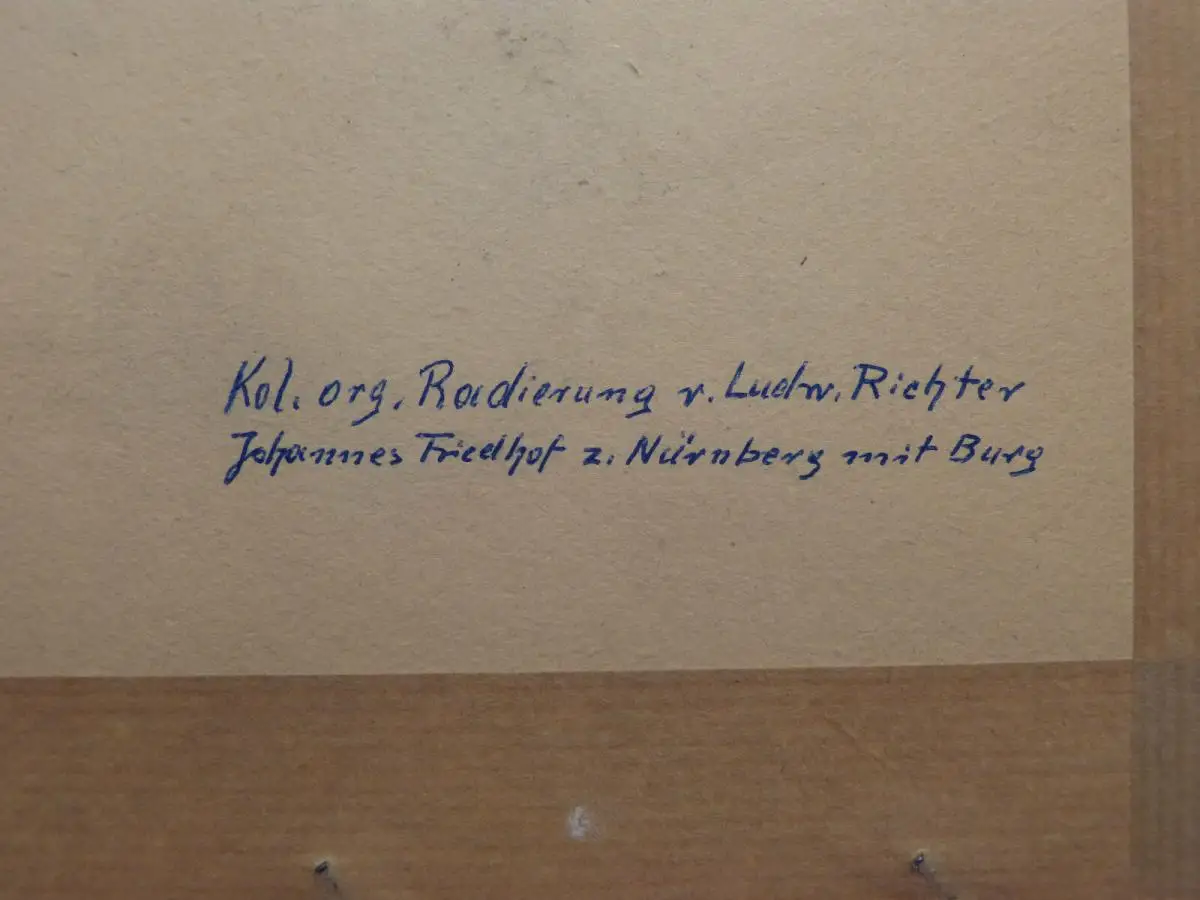 Kol. org. Radierung v. Ludw. Richter
Johannes Friedhof z. Nürnberg mit Burg